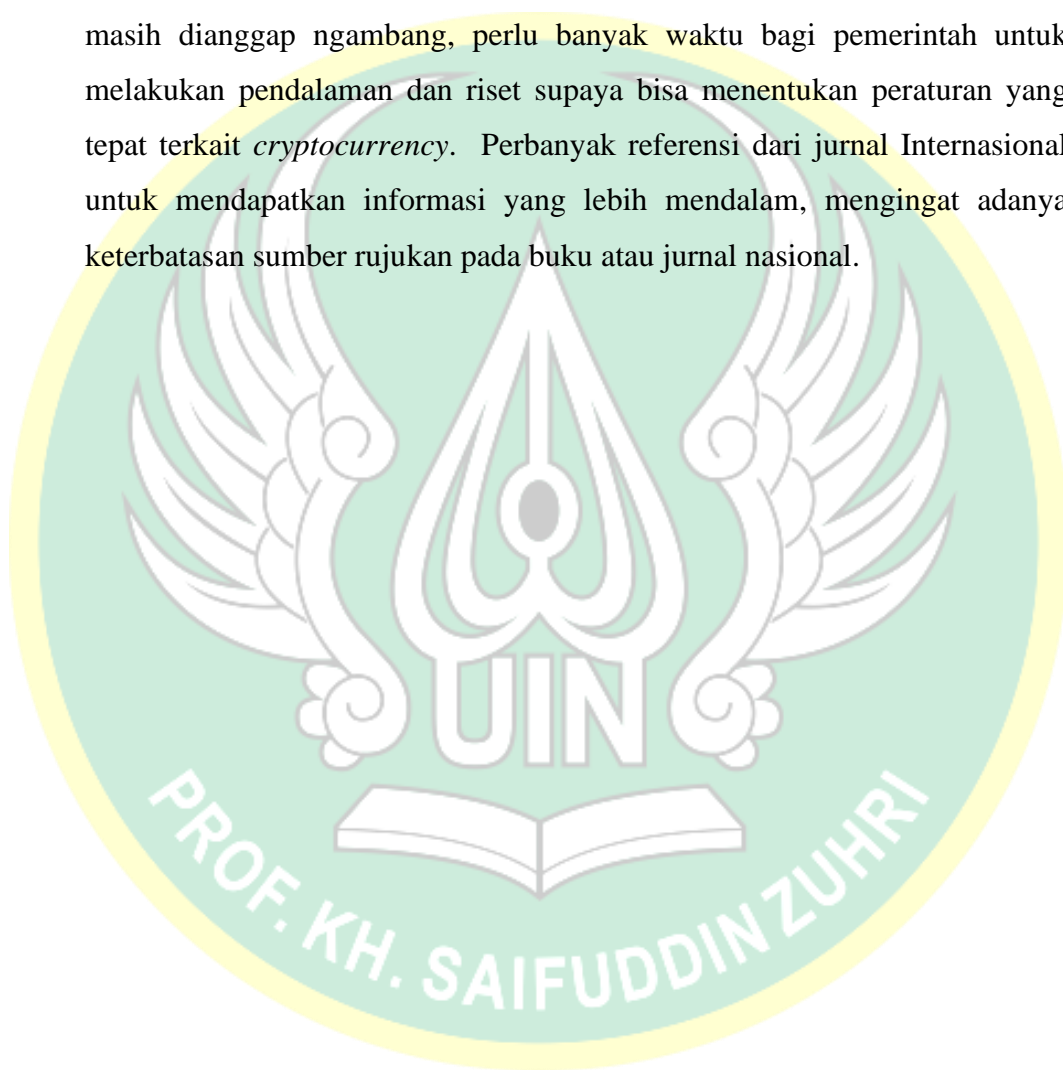 masih dianggap ngambang, perlu banyak waktu bagi pemerintah untuk
melakukan pendalaman dan riset supaya bisa menentukan peraturan yang
tepat terkait cryptocurrency. Perbanyak referensi dari jurnal Internasional
untuk mendapatkan informasi yang lebih mendalam, mengingat adanya
keterbatasan sumber rujukan pada buku atau jurnal nasional.
UIN
PROF. KH. SAIFUDDIN ZUHRI